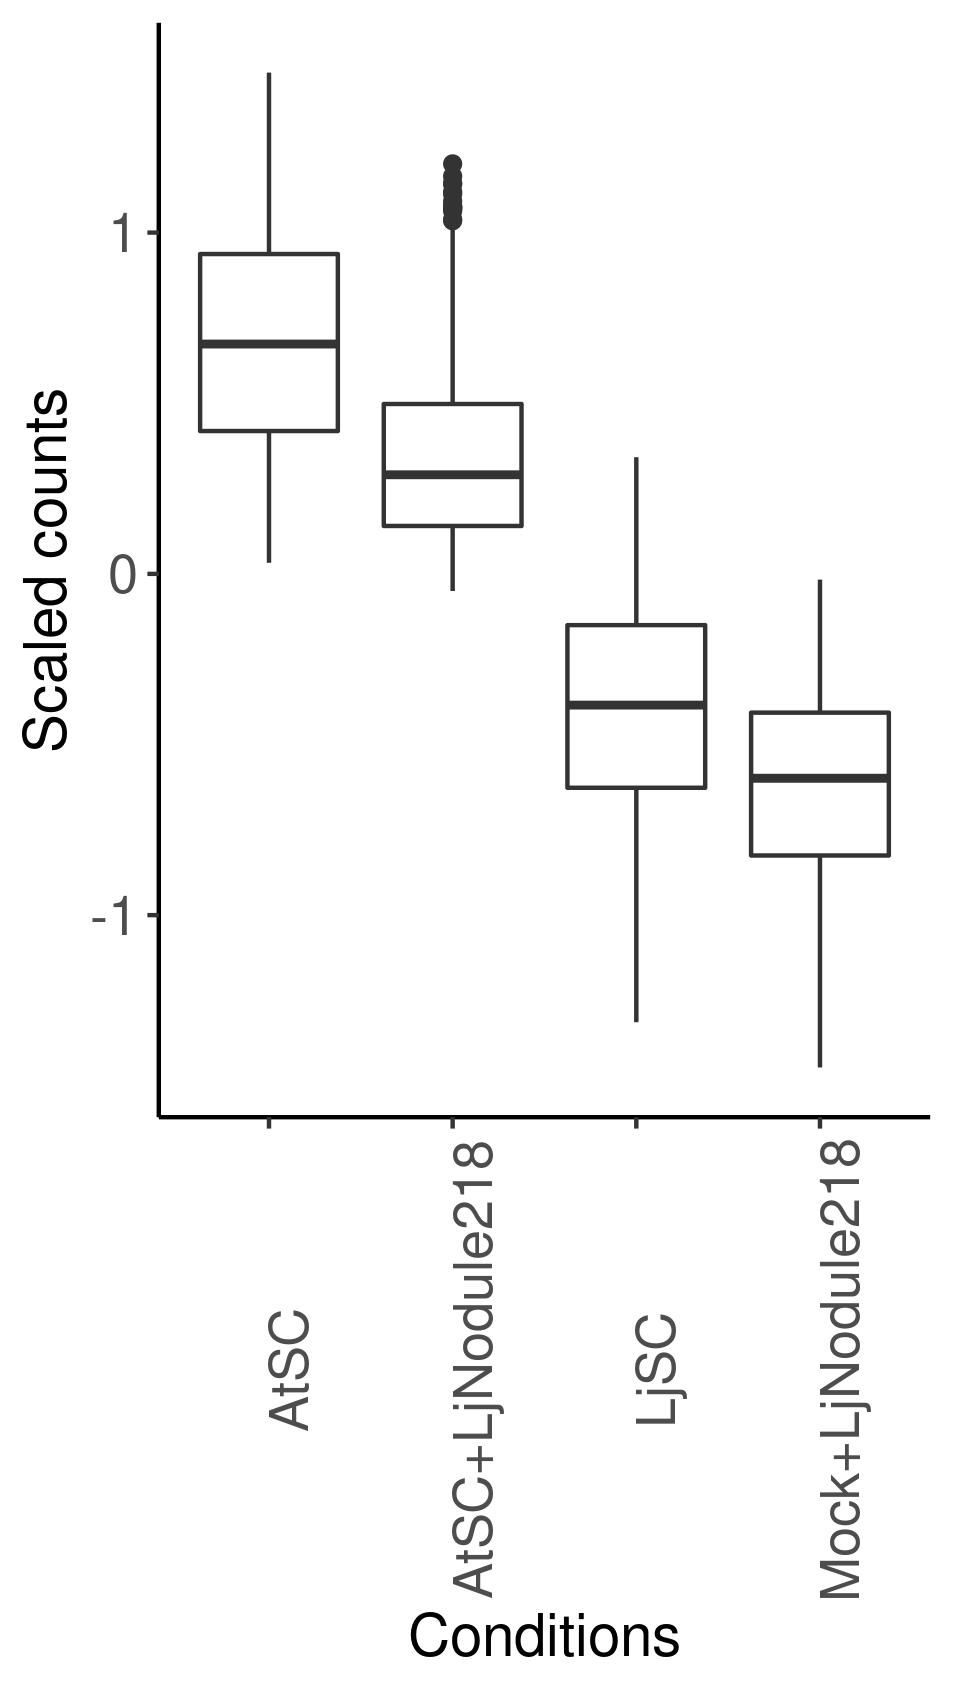 Scaled counts
1
0
-1
AtSC
AtSC+LjNodule218
LjSC
Mock+LjNodule218
Conditions